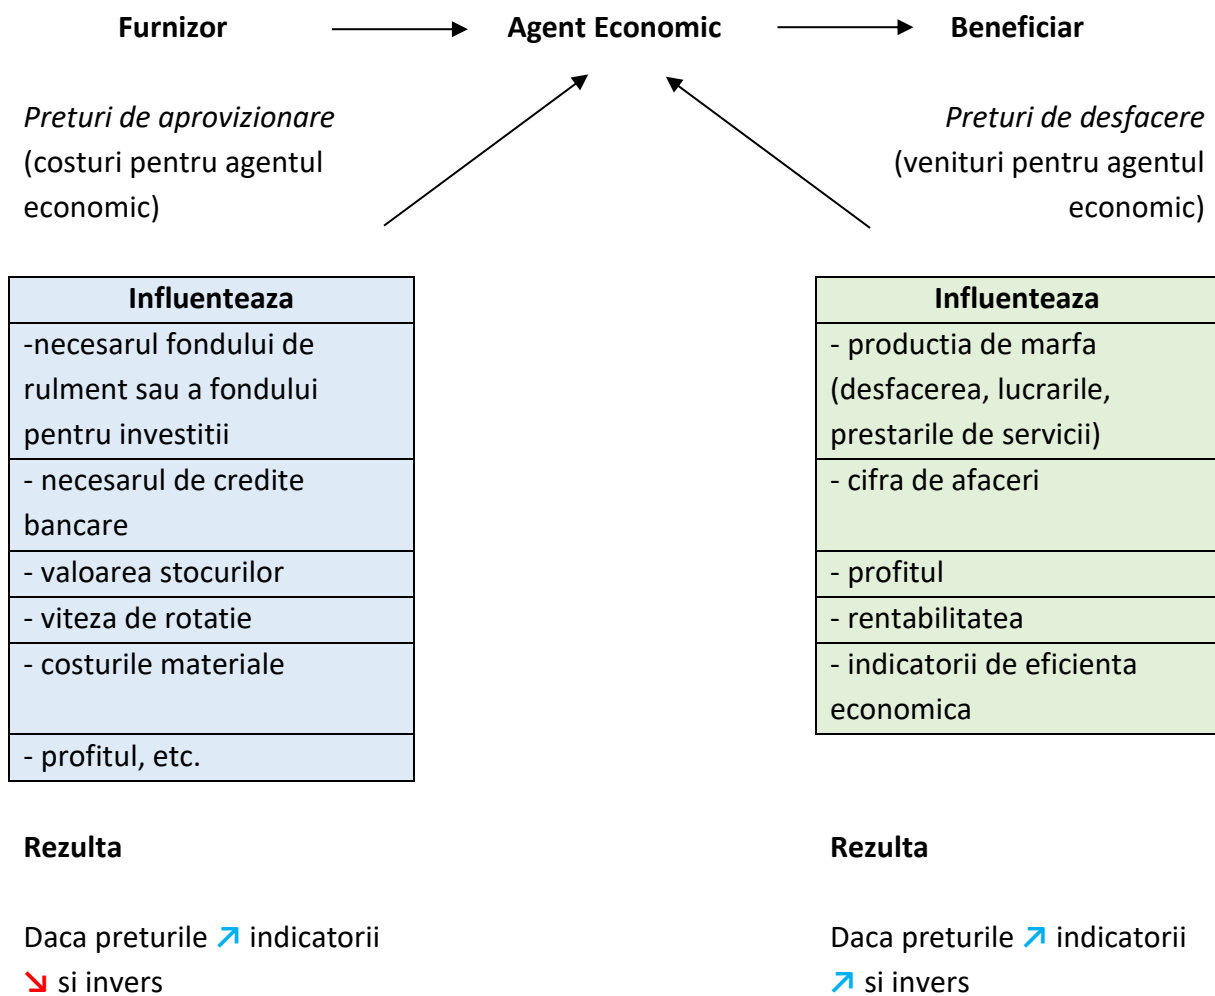 Furnizor Agent Economic Beneficiar
Preturi de aprovizionare
(costuri pentru agentul
economic)
Preturi de desfacere
(venituri pentru agentul
economic)
Influenteaza
-necesarul fondului de
rulment sau a fondului
pentru investitii
- necesarul de credite
bancare
- valoarea stocurilor
- viteza de rotatie
- costurile materiale
- profitul, etc.
Influenteaza
- productia de marfa
(desfacerea, lucrarile,
prestarile de servicii)
- cifra de afaceri
- profitul
- rentabilitatea
- indicatorii de eficienta
economica
Rezulta
Daca preturile ↗ indicatorii
↘ si invers
Rezulta
Daca preturile ↗ indicatorii
↗ si invers